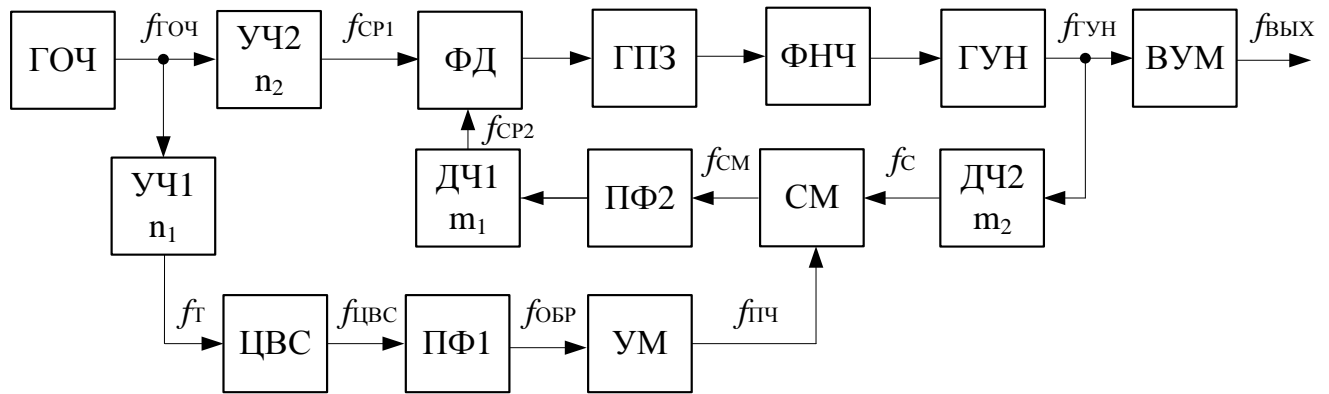 ГОЧ
fГОЧ
УЧ2
n2
fСР1
ФД
ГПЗ
ФНЧ
ГУН
fГУН
ВУМ
fВЫХ
fСР2
УЧ1
n1
ДЧ1
m1
ПФ2
fСМ
СМ
fС
ДЧ2
m2
fТ
ЦВС
fЦВС
ПФ1
fОБР
УМ
fПЧ